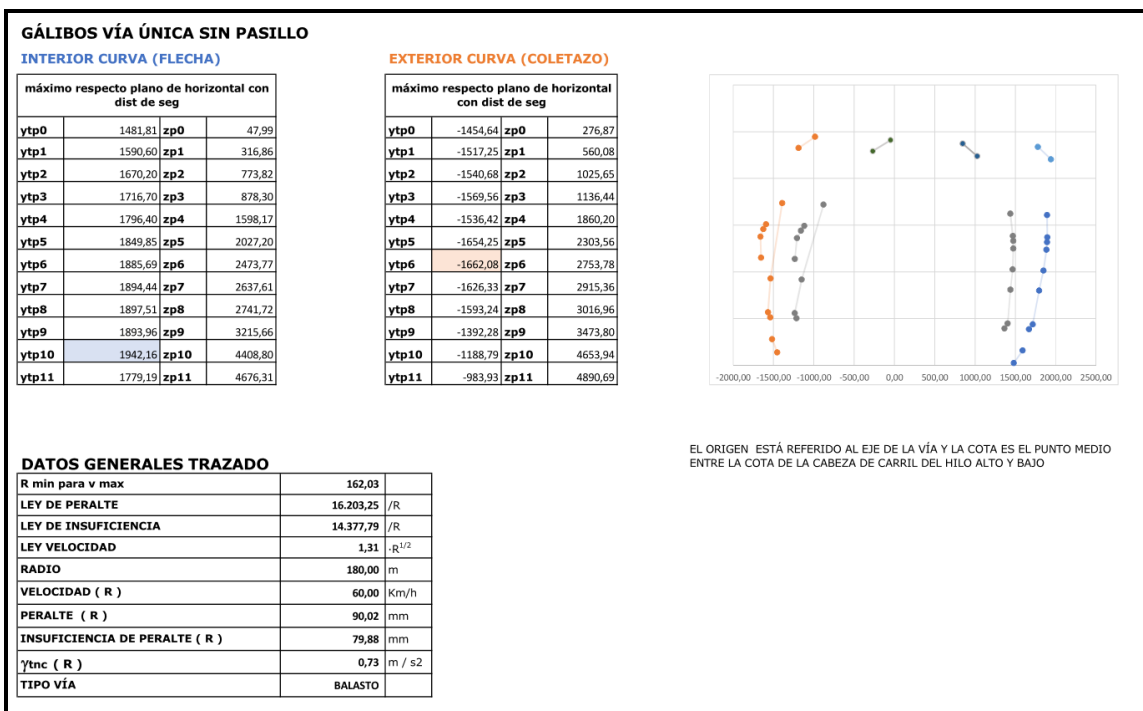 GÁLIBOS VÍA ÚNICA SIN PASILLO
INTERIOR CURVA (FLECHA)
máximo respecto plano de horizontal con
dist de seg
ytp0 1481,81 zp0 47,99
ytp1 1590,60 zp1 316,86
ytp2 1670,20 zp2 773,82
ytp3 1716,70 zp3 878,30
ytp4 1796,40 zp4 1598,17
ytp5 1849,85 zp5 2027,20
ytp6 1885,69 zp6 2473,77
ytp7 1894,44 zp7 2637,61
ytp8 1897,51 zp8 2741,72
ytp9 1893,96 zp9 3215,66
ytp10 1942,16 zp10 4408,80
ytp11 1779,19 zp11 4676,31
EXTERIOR CURVA (COLETAZO)
máximo respecto plano de horizontal
con dist de seg
ytp0 -1454,64 zp0 276,87
ytp1 -1517,25 zp1 560,08
ytp2 -1540,68 zp2 1025,65
ytp3 -1569,56 zp3 1136,44
ytp4 -1536,42 zp4 1860,20
ytp5 -1654,25 zp5 2303,56
ytp6 -1662,08 zp6 2753,78
ytp7 -1626,33 zp7 2915,36
ytp8 -1593,24 zp8 3016,96
ytp9 -1392,28 zp9 3473,80
ytp10 -1188,79 zp10 4653,94
ytp11 -983,93 zp11 4890,69
-2000,00 -1500,00 -1000,00 -500,00 0,00 500,00 1000,00 1500,00 2000,00 2500,00
EL ORIGEN ESTÁ REFERIDO AL EJE DE LA VÍA Y LA COTA ES EL PUNTO MEDIO
ENTRE LA COTA DE LA CABEZA DE CARRIL DEL HILO ALTO Y BAJO
DATOS GENERALES TRAZADO
R min para v max 162,03
LEY DE PERALTE 16.203,25 /R
LEY DE INSUFICIENCIA 14.377,79 /R
LEY VELOCIDAD 1,31 ·R^1/2
RADIO 180,00 m
VELOCIDAD ( R ) 60,00 Km/h
PERALTE ( R ) 90,02 mm
INSUFICIENCIA DE PERALTE ( R ) 79,88 mm
γtnc ( R ) 0,73 m / s2
TIPO VÍA BALASTO